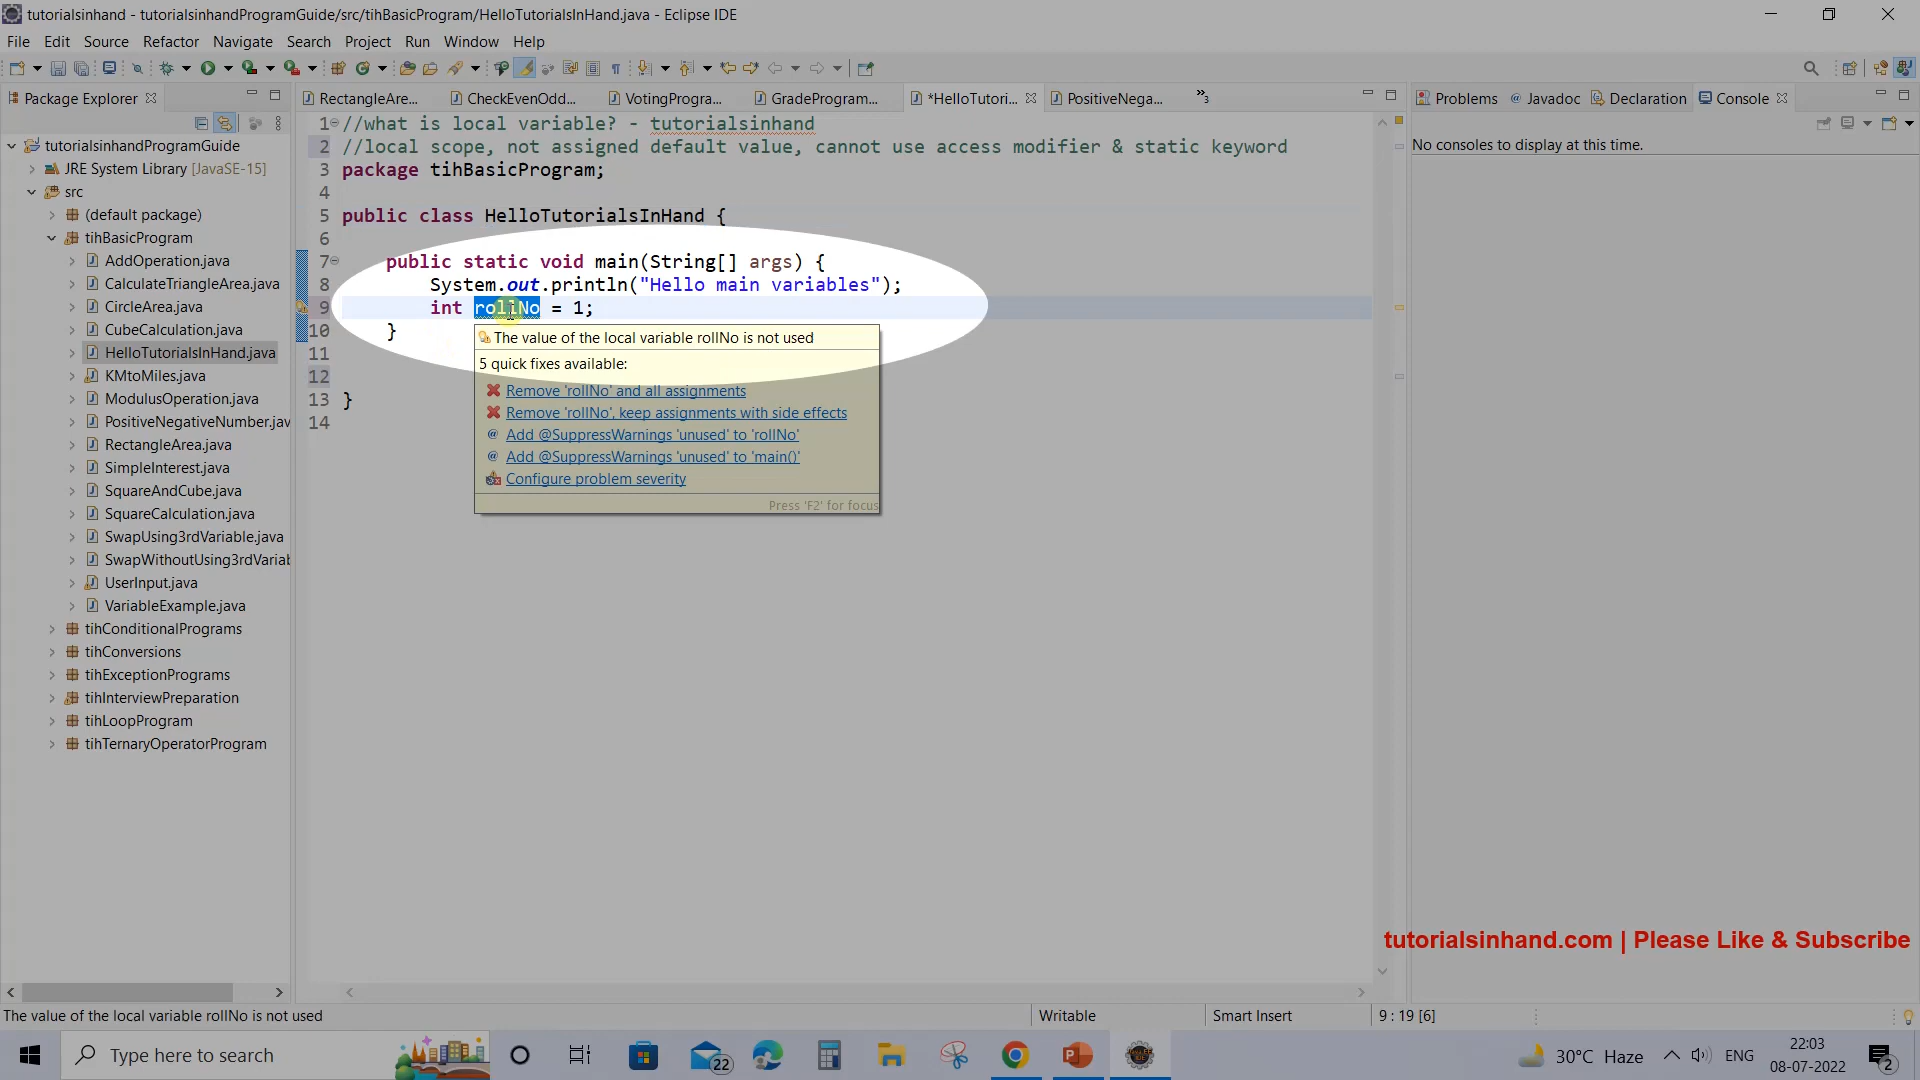 tutorialsinhand - tutorialsinhandProgramGuide/src/tihBasicProgram/HelloTutorialsInHand.java - Eclipse IDE
File Edit Source Refactor Navigate Search Project Run Window Help
Package Explorer
RectangleAre...
CheckEvenOdd...
VotingProgra...
GradeProgram...
*HelloTutori...
PositiveNega...
»3
Problems
Javadoc
Declaration
Console
tutorialsinhandProgramGuide
JRE System Library [JavaSE-15]
src
(default package)
tihBasicProgram
AddOperation.java
CalculateTriangleArea.java
CircleArea.java
CubeCalculation.java
HelloTutorialsInHand.java
KMtoMiles.java
ModulusOperation.java
PositiveNegativeNumber.jav
RectangleArea.java
SimpleInterest.java
SquareAndCube.java
SquareCalculation.java
SwapUsing3rdVariable.java
SwapWithoutUsing3rdVariab
UserInput.java
VariableExample.java
tihConditionalPrograms
tihConversions
tihExceptionPrograms
tihInterviewPreparation
tihLoopProgram
tihTernaryOperatorProgram
1 //what is local variable? - tutorialsinhand
2 //local scope, not assigned default value, cannot use access modifier & static keyword
3 package tihBasicProgram;
4
5 public class HelloTutorialsInHand {
6
7 public static void main(String[] args) {
8 System.out.println("Hello main variables");
9 int rollNo = 1;
10 }
11
12
13 }
14
The value of the local variable rollNo is not used
5 quick fixes available:
Remove 'rollNo' and all assignments
Remove 'rollNo', keep assignments with side effects
Add @SuppressWarnings 'unused' to 'rollNo'
Add @SuppressWarnings 'unused' to 'main()'
Configure problem severity
Press 'F2' for focus
No consoles to display at this time.
tutorialsinhand.com | Please Like & Subscribe
The value of the local variable rollNo is not used
Writable
Smart Insert
9 : 19 [6]
Type here to search
22
30°C Haze
ENG
22:03
08-07-2022
2